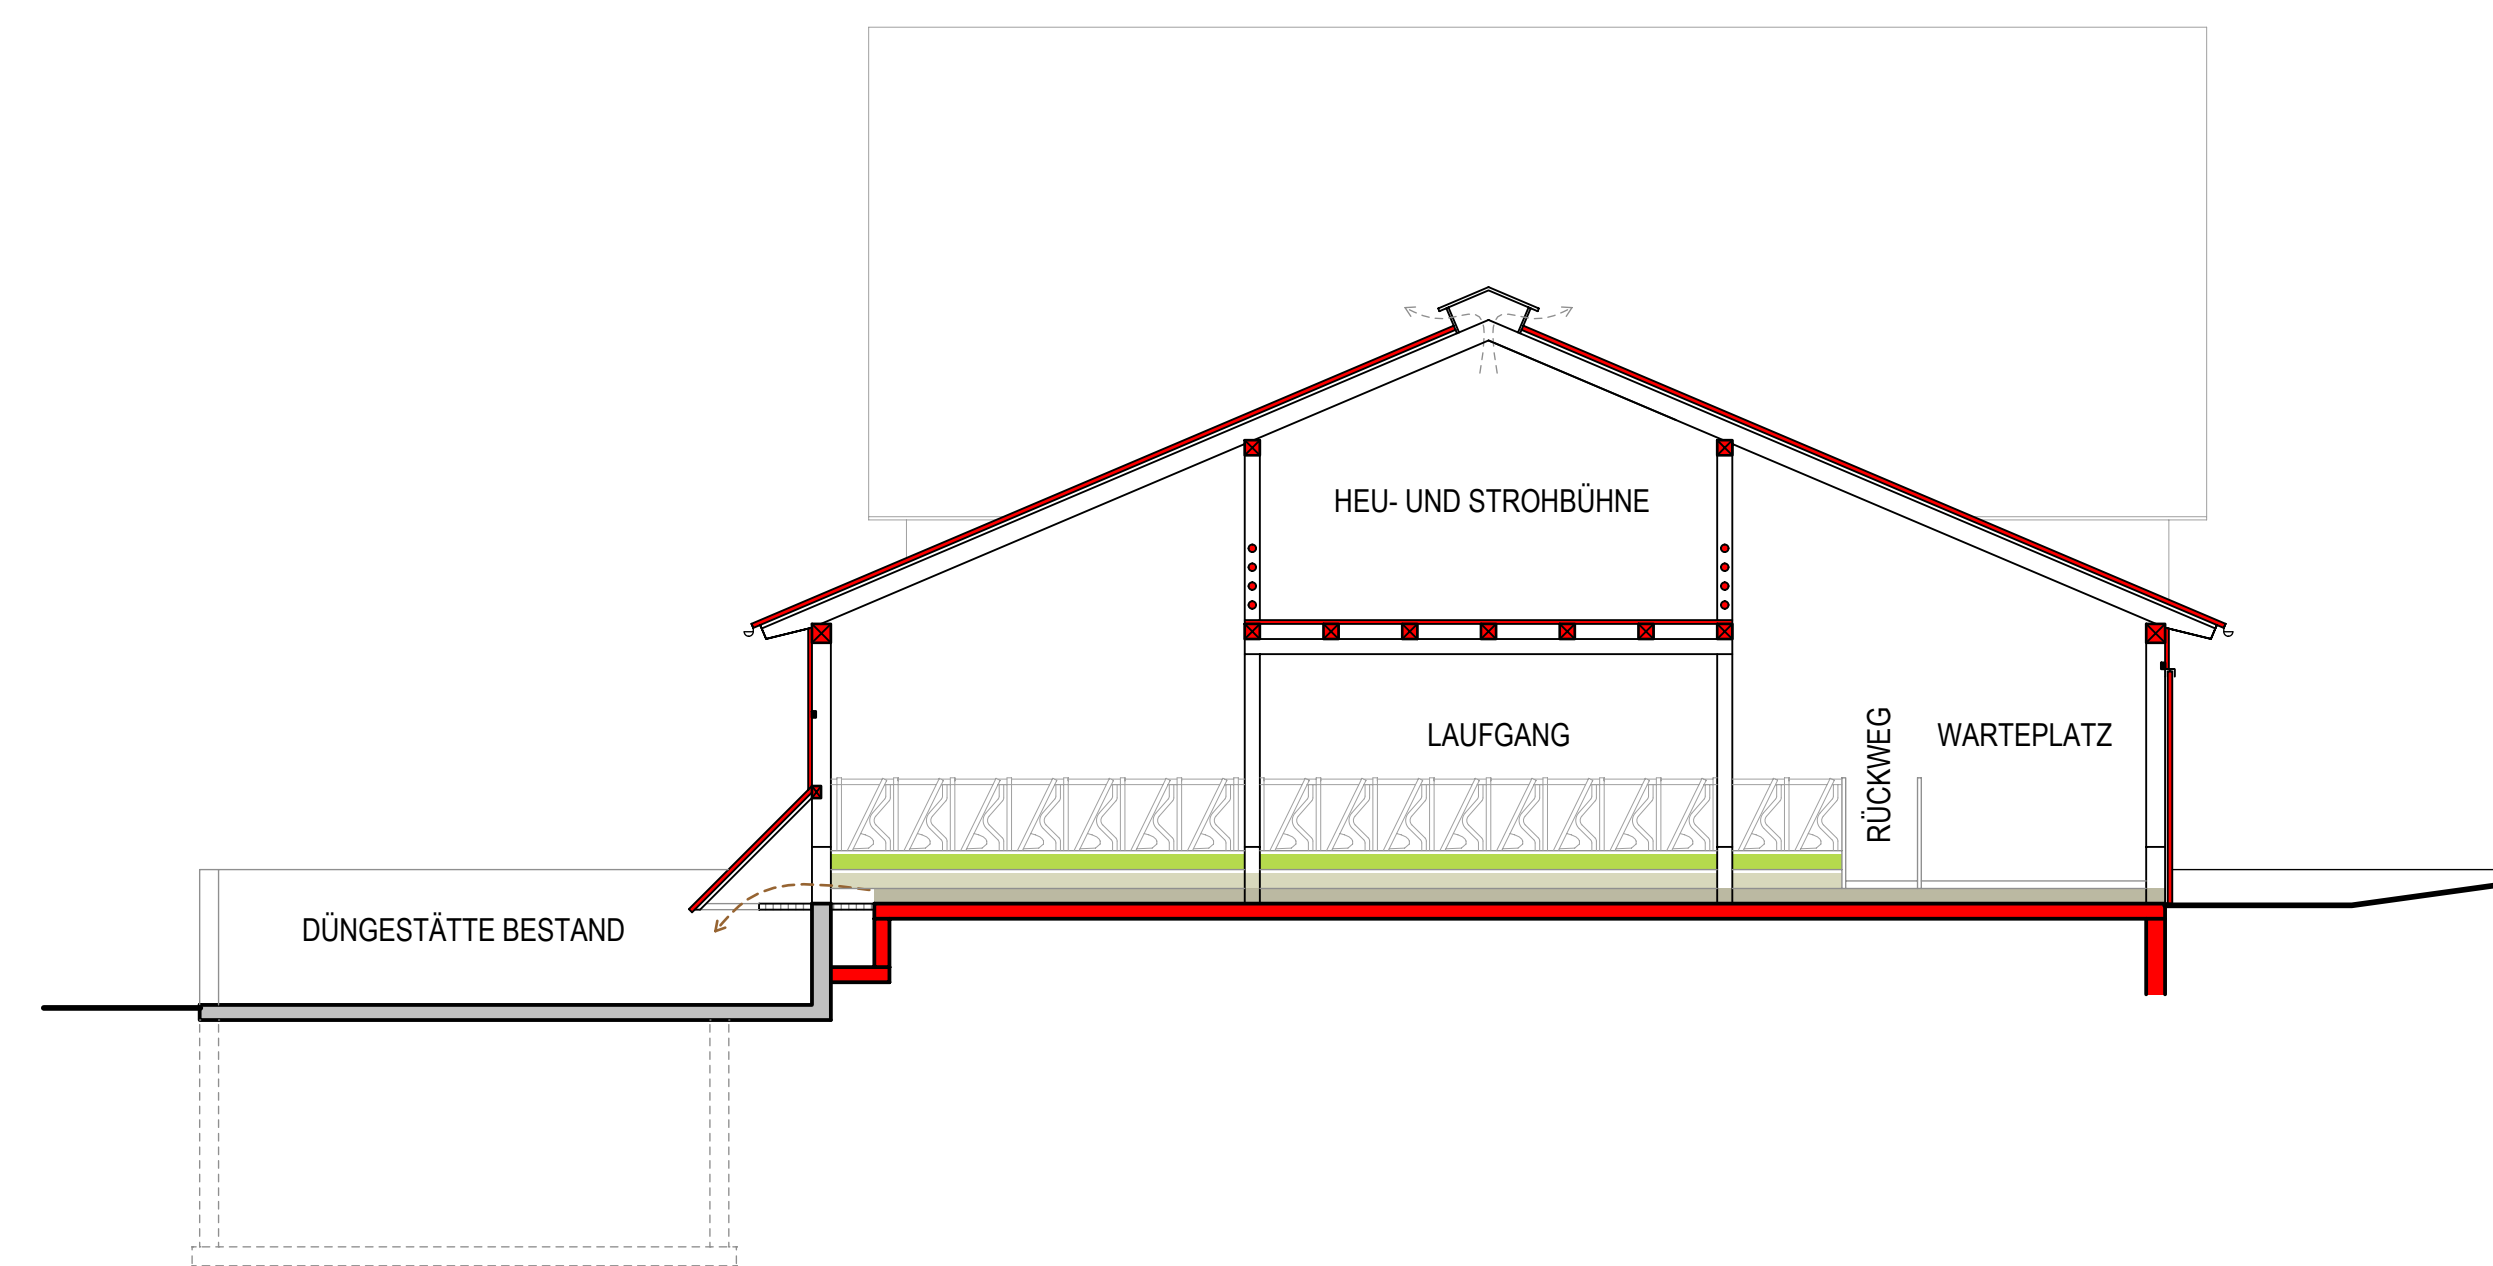 HEU- UND STROHBÜHNE
LAUFGANG
RÜCKWEG
WARTEPLATZ
DÜNGESTÄTTE BESTAND